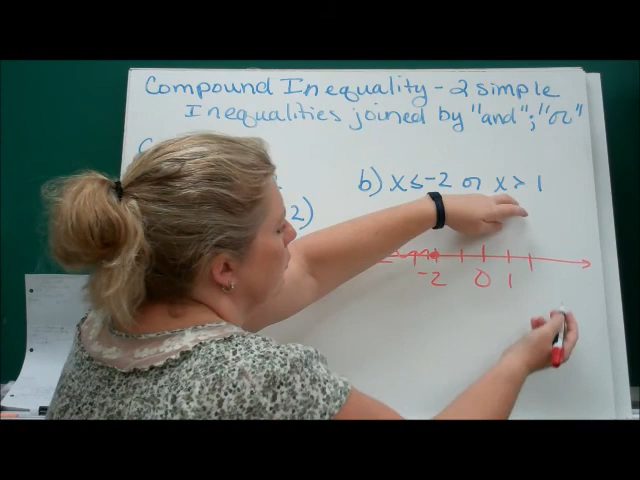 Compound Inequality - 2 simple
Inequalities joined by "and"; "or"
b) x ≤ -2 or x > 1
2)
-2 0 1